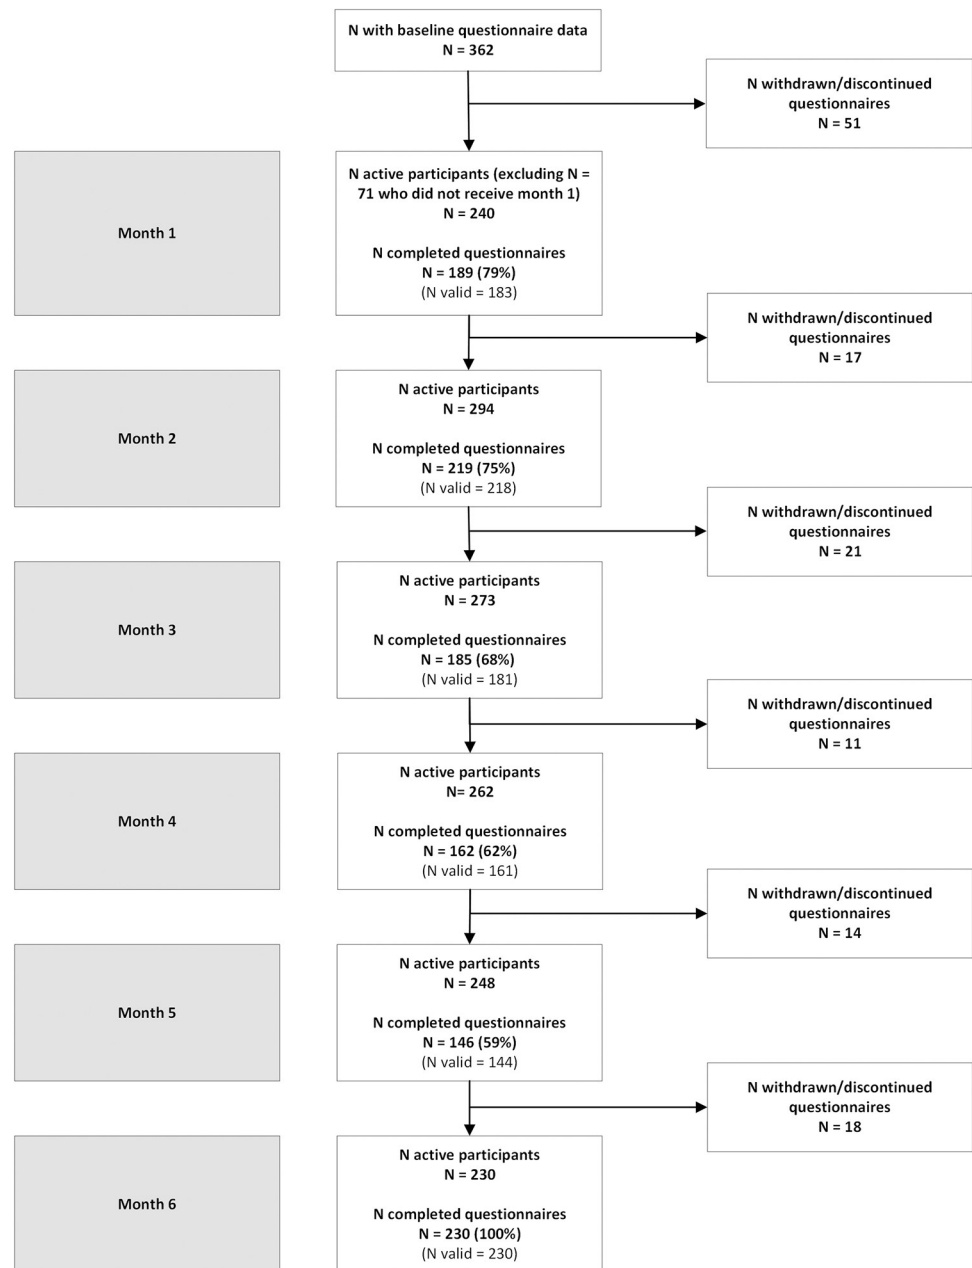 N with baseline questionnaire data
N = 362
N withdrawn/discontinued
questionnaires
N = 51
Month 1
N active participants (excluding N =
71 who did not receive month 1)
N = 240
N completed questionnaires
N = 189 (79%)
(N valid = 183)
N withdrawn/discontinued
questionnaires
N = 17
Month 2
N active participants
N = 294
N completed questionnaires
N = 219 (75%)
(N valid = 218)
N withdrawn/discontinued
questionnaires
N = 21
Month 3
N active participants
N = 273
N completed questionnaires
N = 185 (68%)
(N valid = 181)
N withdrawn/discontinued
questionnaires
N = 11
Month 4
N active participants
N= 262
N completed questionnaires
N = 162 (62%)
(N valid = 161)
N withdrawn/discontinued
questionnaires
N = 14
Month 5
N active participants
N = 248
N completed questionnaires
N = 146 (59%)
(N valid = 144)
N withdrawn/discontinued
questionnaires
N = 18
Month 6
N active participants
N = 230
N completed questionnaires
N = 230 (100%)
(N valid = 230)